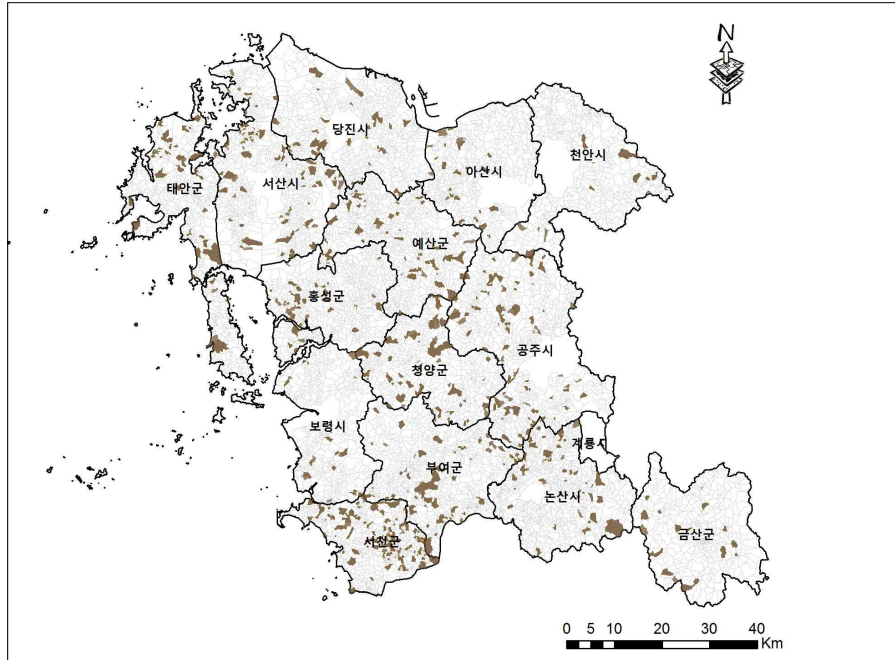 N
당진시
아산시
천안시
태안군
서산시
예산군
홍성군
공주시
청양군
보령시
계룡시
부여군
논산시
서천군
금산군
0 5 10 20 30 40
Km